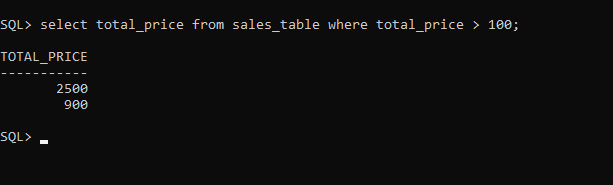 SQL> select total_price from sales_table where total_price > 100;
TOTAL_PRICE
-----------
2500
900
SQL>